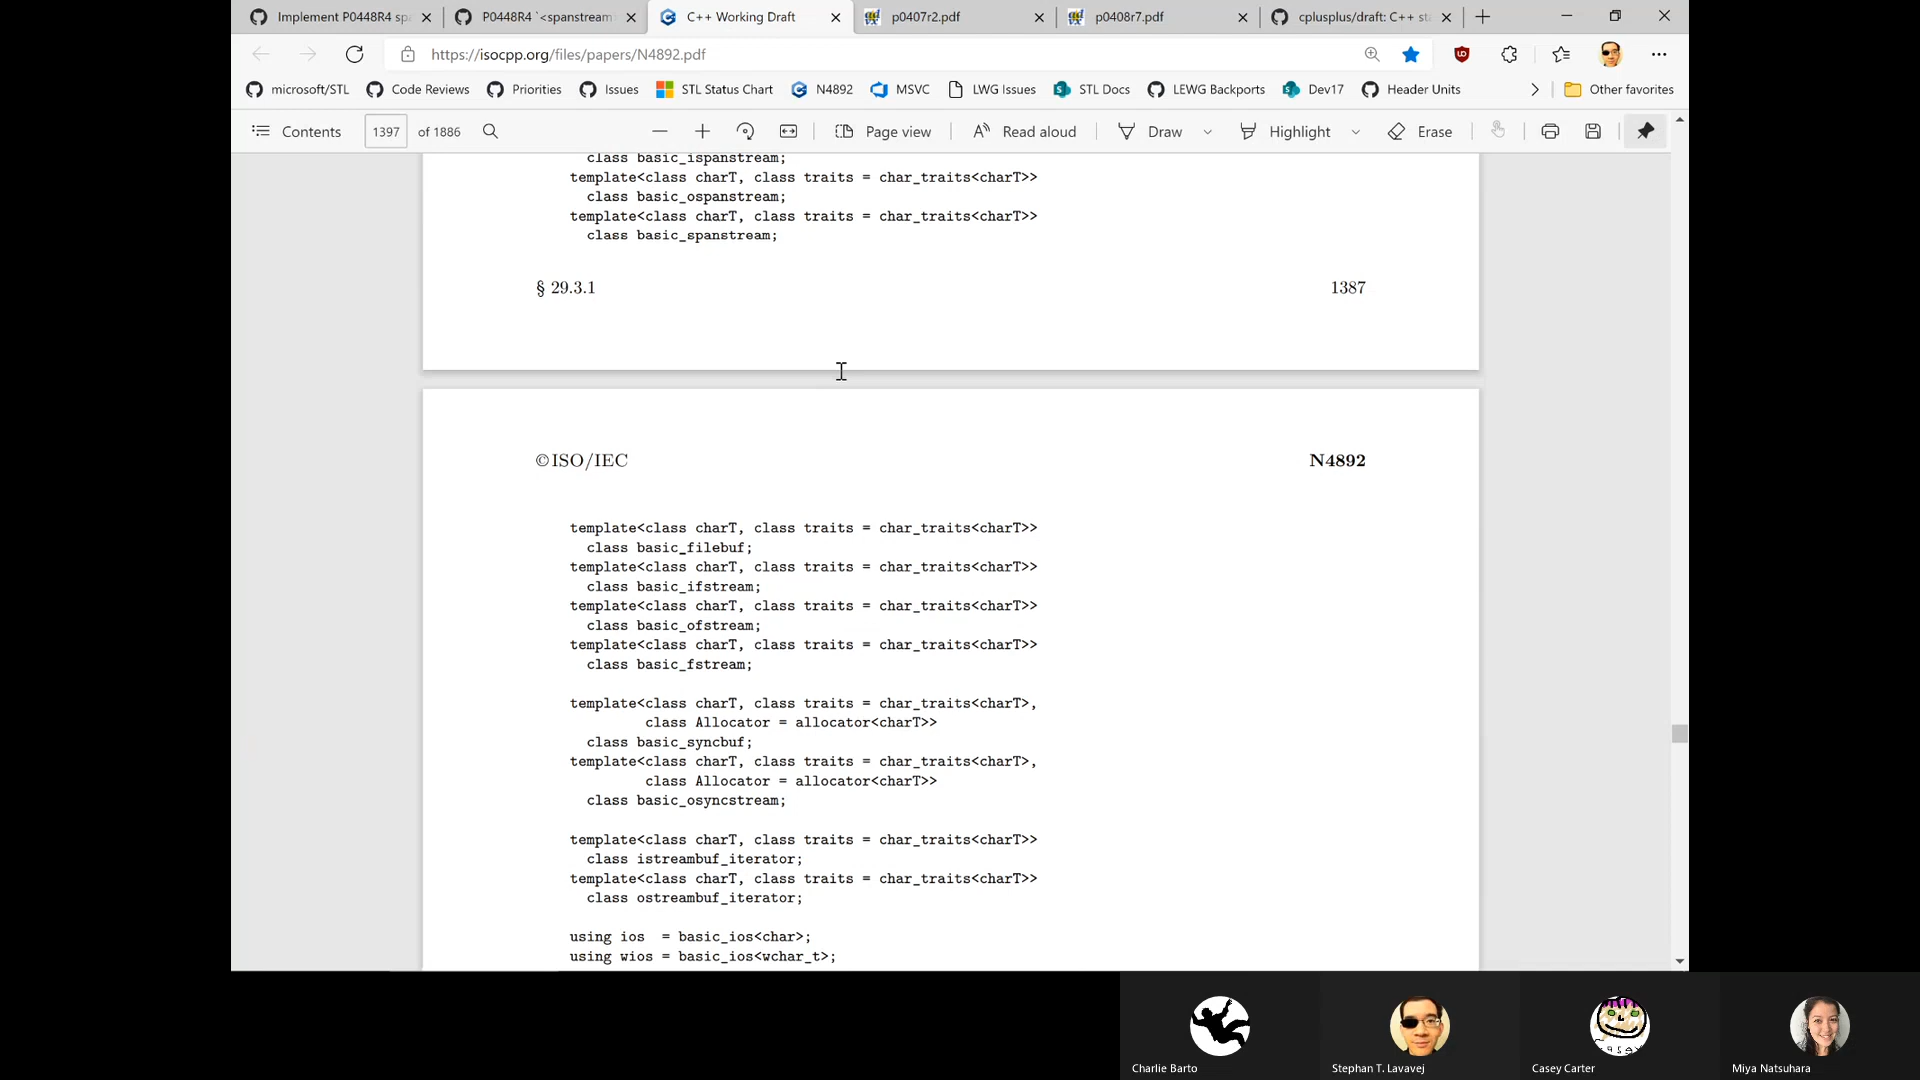 Implement P0448R4 spa
P0448R4 `<spanstream
C++ Working Draft
p0407r2.pdf
p0408r7.pdf
cplusplus/draft: C++ sta
https://isocpp.org/files/papers/N4892.pdf
microsoft/STL
Code Reviews
Priorities
Issues
STL Status Chart
N4892
MSVC
LWG Issues
STL Docs
LEWG Backports
Dev17
Header Units
Other favorites
Contents
1397 of 1886
Page view
Read aloud
Draw
Highlight
Erase
class basic_ispanstream;
template<class charT, class traits = char_traits<charT>>
class basic_ospanstream;
template<class charT, class traits = char_traits<charT>>
class basic_spanstream;
§ 29.3.1
1387
©ISO/IEC
N4892
template<class charT, class traits = char_traits<charT>>
class basic_filebuf;
template<class charT, class traits = char_traits<charT>>
class basic_ifstream;
template<class charT, class traits = char_traits<charT>>
class basic_ofstream;
template<class charT, class traits = char_traits<charT>>
class basic_fstream;
template<class charT, class traits = char_traits<charT>,
class Allocator = allocator<charT>>
class basic_syncbuf;
template<class charT, class traits = char_traits<charT>,
class Allocator = allocator<charT>>
class basic_osyncstream;
template<class charT, class traits = char_traits<charT>>
class istreambuf_iterator;
template<class charT, class traits = char_traits<charT>>
class ostreambuf_iterator;
using ios = basic_ios<char>;
using wios = basic_ios<wchar_t>;
Charlie Barto
Stephan T. Lavavej
Casey Carter
Miya Natsuhara